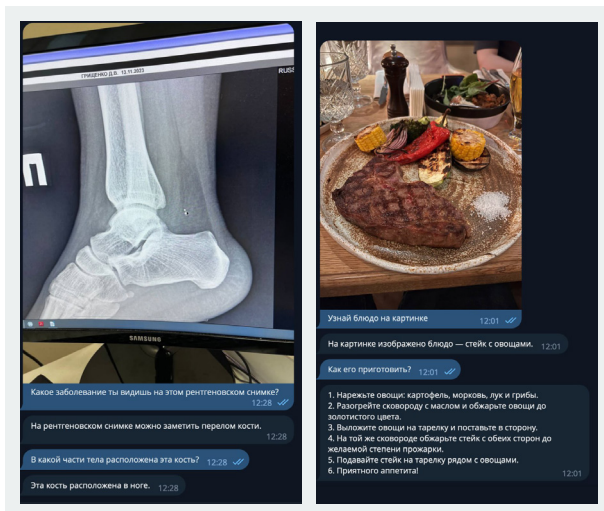 ГРИЩЕНКО Д.В. 13.11.2023
RUSS
П
SAMSUNG
Какое заболевание ты видишь на этом рентгеновском снимке?
12:28
На рентгеновском снимке можно заметить перелом кости.
12:28
В какой части тела расположена эта кость? 12:28
Эта кость расположена в ноге. 12:28
Узнай блюдо на картинке
12:01
На картинке изображено блюдо — стейк с овощами. 12:01
Как его приготовить? 12:01
1. Нарежьте овощи: картофель, морковь, лук и грибы.
2. Разогрейте сковороду с маслом и обжарьте овощи до
золотистого цвета.
3. Выложите овощи на тарелку и поставьте в сторону.
4. На той же сковороде обжарьте стейк с обеих сторон до
желаемой степени прожарки.
5. Подавайте стейк на тарелку рядом с овощами.
6. Приятного аппетита!
12:01